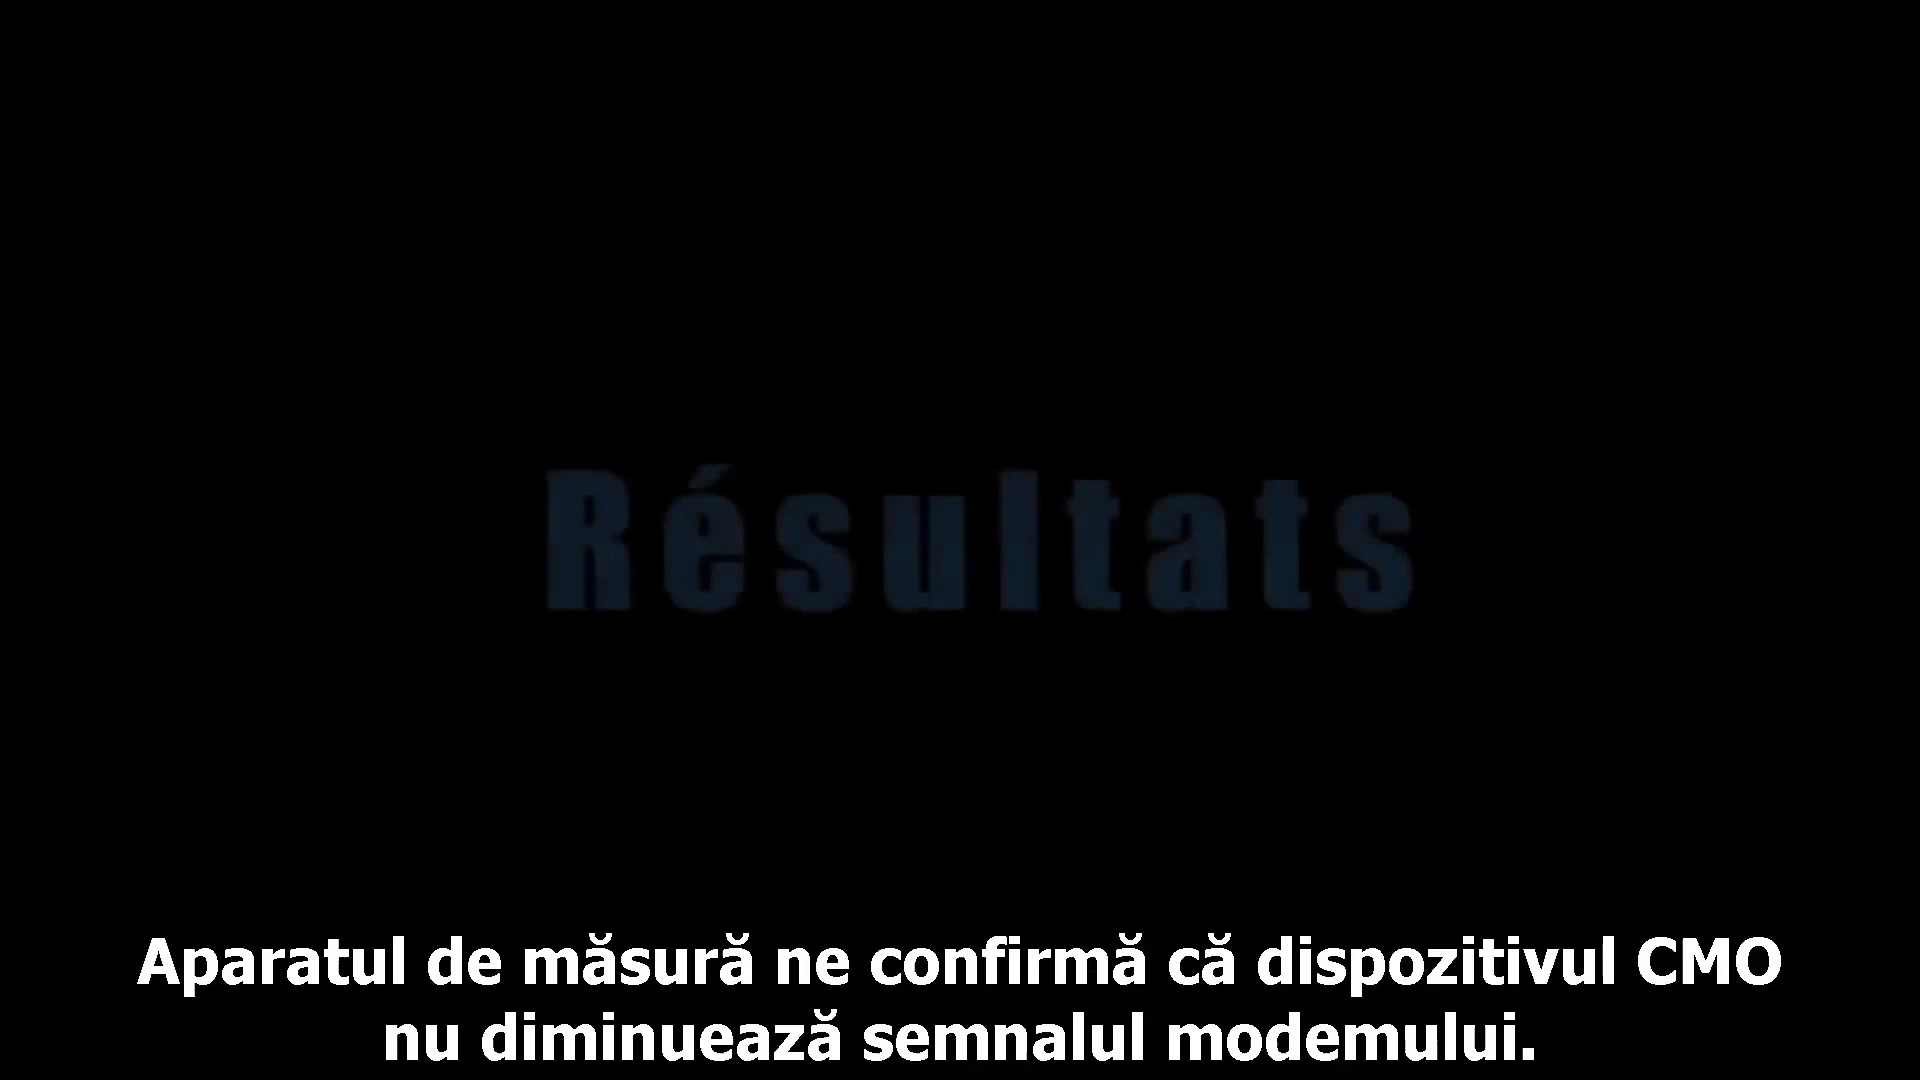 Résultats
Aparatul de măsură ne confirmă că dispozitivul CMO
nu diminuează semnalul modemului.